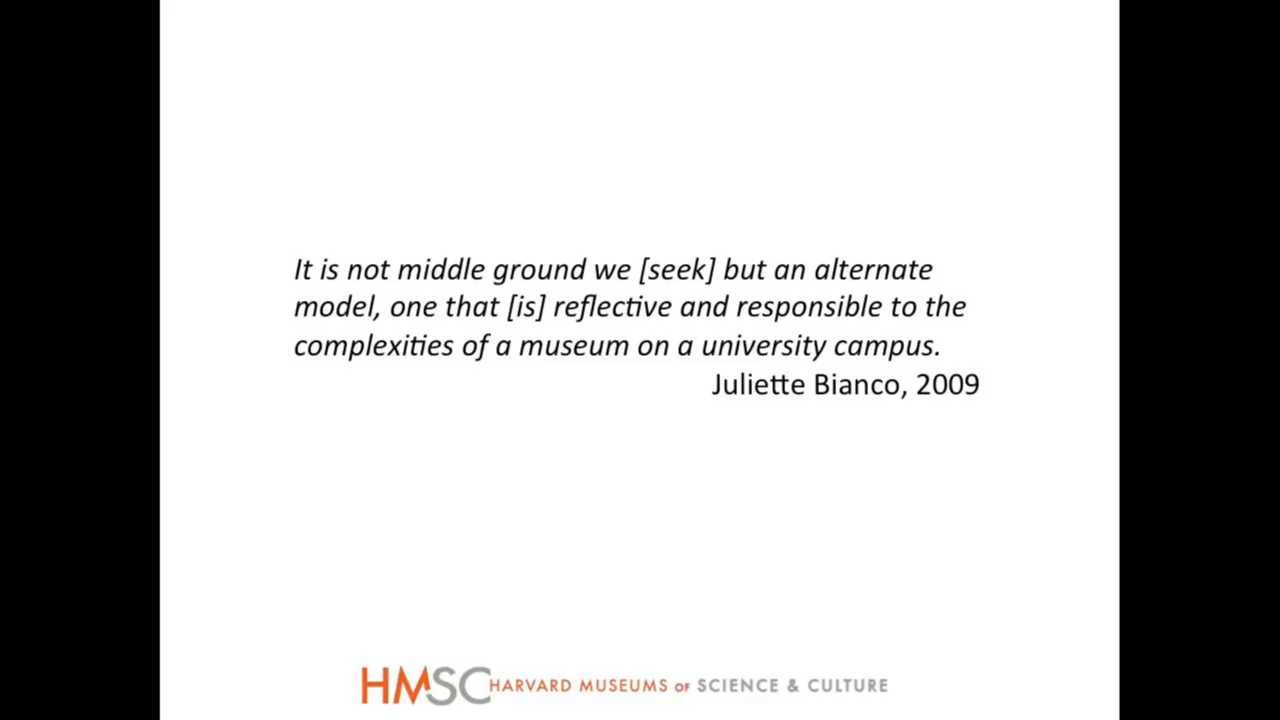 It is not middle ground we [seek] but an alternate
model, one that [is] reflective and responsible to the
complexities of a museum on a university campus.
Juliette Bianco, 2009
HMSC HARVARD MUSEUMS OF SCIENCE & CULTURE